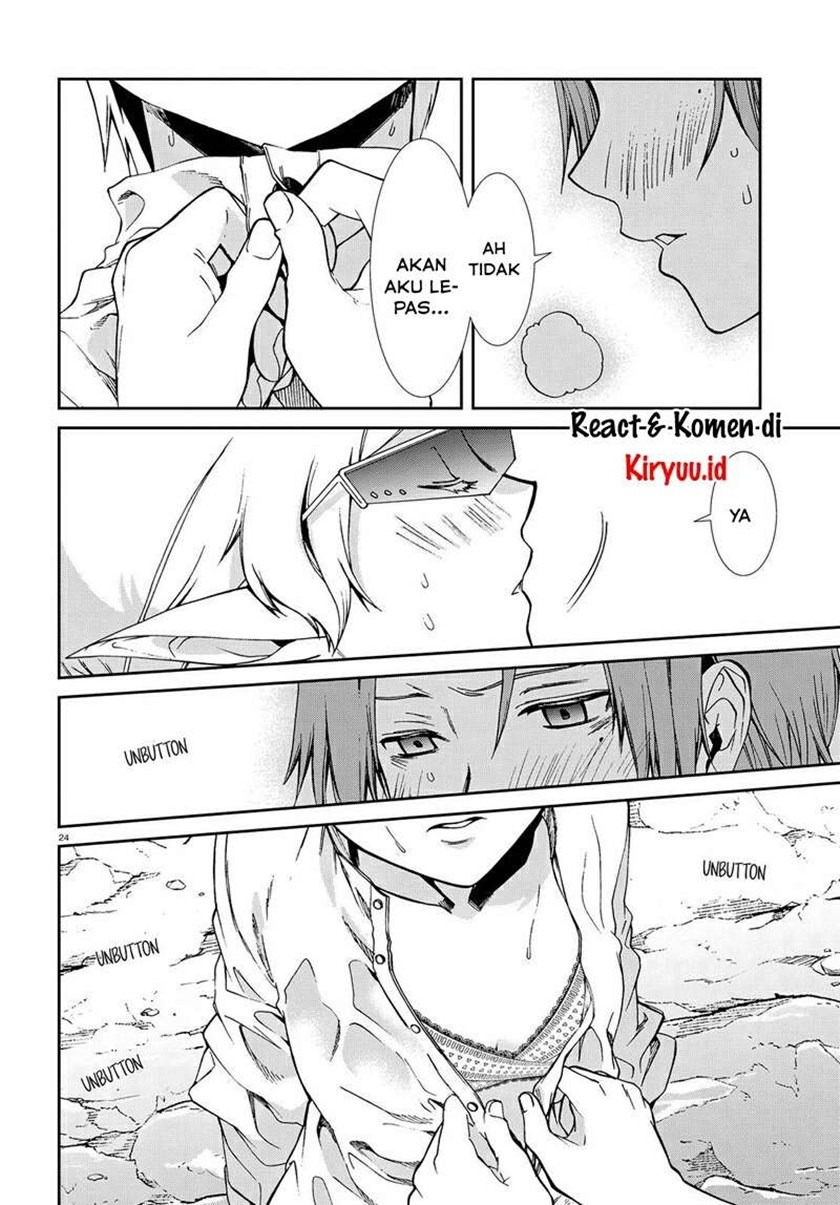 AH
TIDAK
AKAN
AKU LE-
PAS...
React-&-Komen di
Kiryuu.id
YA
UNBUTTON
24
UNBUTTON
UNBUTTON
UNBUTTON